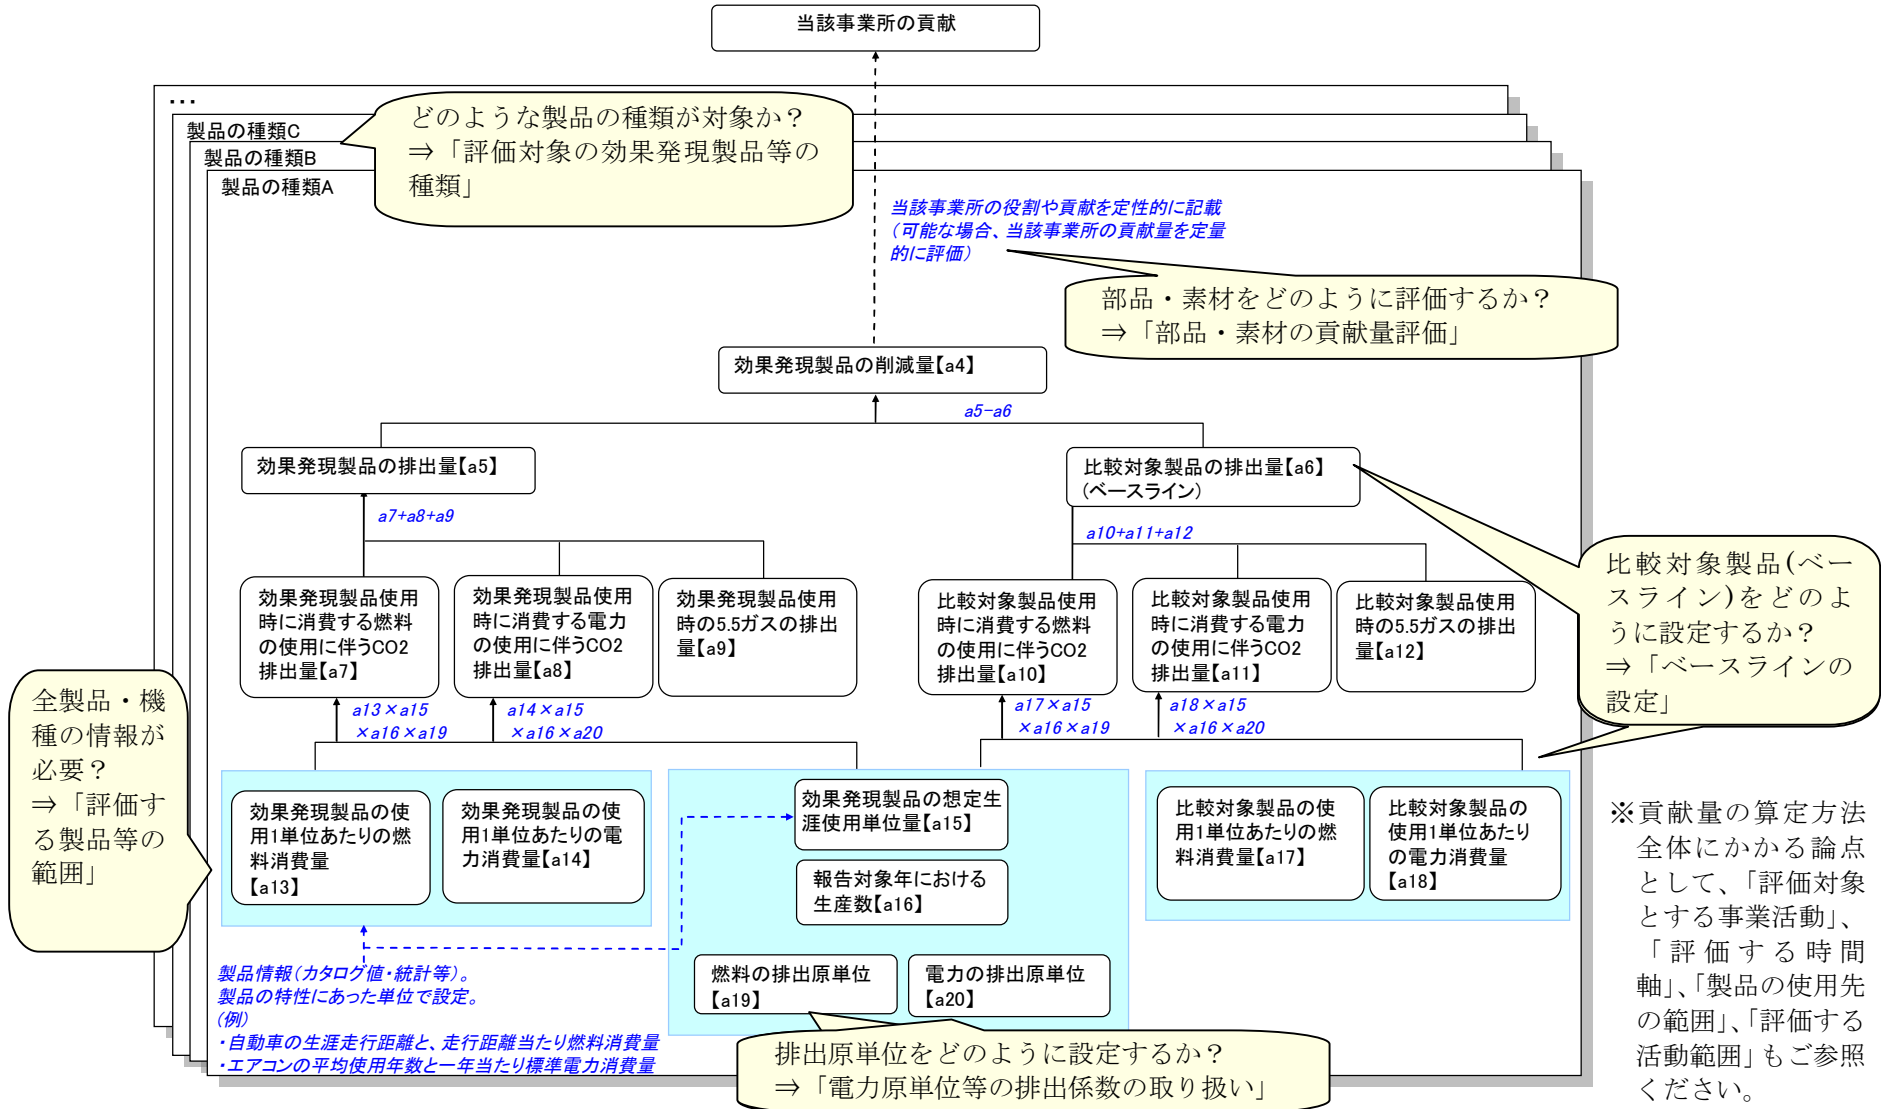 当該事業所の貢献
…
製品の種類C
製品の種類B
製品の種類A
どのような製品の種類が対象か？
⇒「評価対象の効果発現製品等の
種類」
当該事業所の役割や貢献を定性的に記載
（可能な場合、当該事業所の貢献量を定量
的に評価）
部品・素材をどのように評価するか？
⇒「部品・素材の貢献量評価」
効果発現製品の削減量【a4】
a5-a6
効果発現製品の排出量【a5】
比較対象製品の排出量【a6】
（ベースライン）
a7+a8+a9
a10+a11+a12
効果発現製品使用
時に消費する燃料
の使用に伴うCO2
排出量【a7】
効果発現製品使用
時に消費する電力
の使用に伴うCO2
排出量【a8】
効果発現製品使用
時の5.5ガスの排出
量【a9】
比較対象製品使用
時に消費する燃料
の使用に伴うCO2
排出量【a10】
比較対象製品使用
時に消費する電力
の使用に伴うCO2
排出量【a11】
比較対象製品使用
時の5.5ガスの排出
量【a12】
比較対象製品(ベー
スライン)をどのよ
うに設定するか？
⇒「ベースラインの
設定」
全製品・機
種の情報が
必要？
⇒「評価す
る製品等の
範囲」
a13×a15
×a16×a19
a14×a15
×a16×a20
a17×a15
×a16×a19
a18×a15
×a16×a20
効果発現製品の使
用1単位あたりの燃
料消費量
【a13】
効果発現製品の使
用1単位あたりの電
力消費量【a14】
効果発現製品の想定生
涯使用単位量【a15】
報告対象年における
生産数【a16】
比較対象製品の使
用1単位あたりの燃
料消費量【a17】
比較対象製品の
使用1単位あたり
の電力消費量
【a18】
燃料の排出原単位
【a19】
電力の排出原単位
【a20】
製品情報（カタログ値・統計等）。
製品の特性にあった単位で設定。
（例）
・自動車の生涯走行距離と、走行距離当たり燃料消費量
・エアコンの平均使用年数と一年当たり標準電力消費量
排出原単位をどのように設定するか？
⇒「電力原単位等の排出係数の取り扱い」
※貢献量の算定方法
全体にかかる論点
として、「評価対象
とする事業活動」、
「評価する時間
軸」、「製品の使用先
の範囲」、「評価する
活動範囲」もご参照
ください。